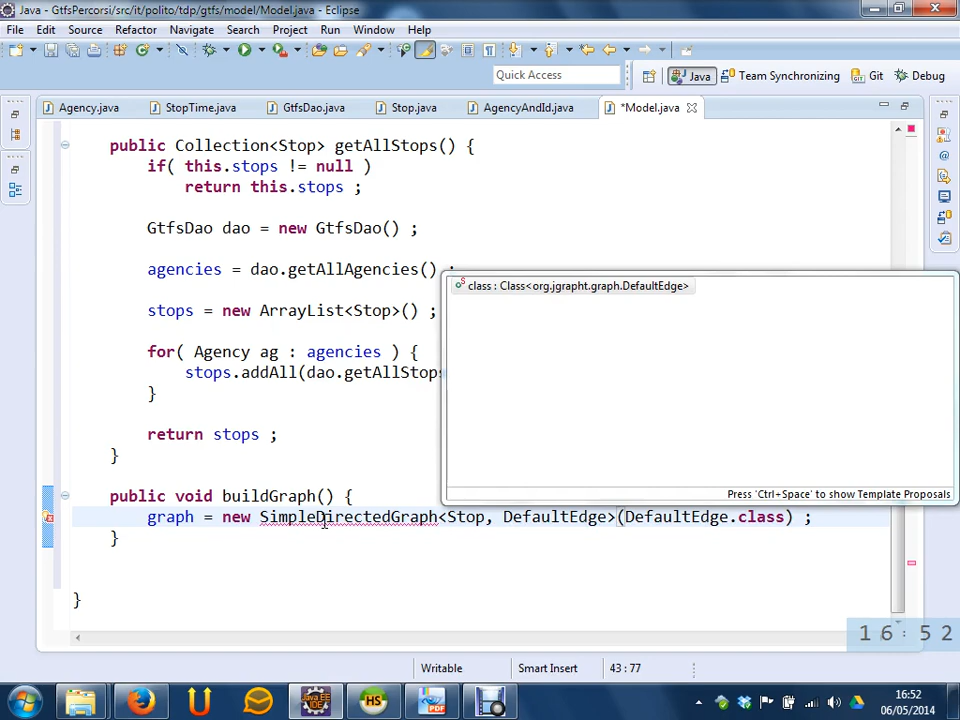 Java - GtfsPercorsi/src/it/polito/tdp/gtfs/model/Model.java - Eclipse
File Edit Source Refactor Navigate Search Project Run Window Help
Quick Access
Java Team Synchronizing Git Debug
Agency.java StopTime.java GtfsDao.java Stop.java AgencyAndId.java *Model.java
public Collection<Stop> getAllStops() {
if( this.stops != null )
return this.stops ;
GtfsDao dao = new GtfsDao() ;
agencies = dao.getAllAgencies() ;
class : Class<org.jgrapht.graph.DefaultEdge>
stops = new ArrayList<Stop>() ;
for( Agency ag : agencies ) {
stops.addAll(dao.getAllStops
}
return stops ;
}
Press 'Ctrl+Space' to show Template Proposals
public void buildGraph() {
graph = new SimpleDirectedGraph<Stop, DefaultEdge>(DefaultEdge.class) ;
}
}
16:52
Writable Smart Insert 43 : 77
Java EE
IDE
HS
PDF
16:52
06/05/2014